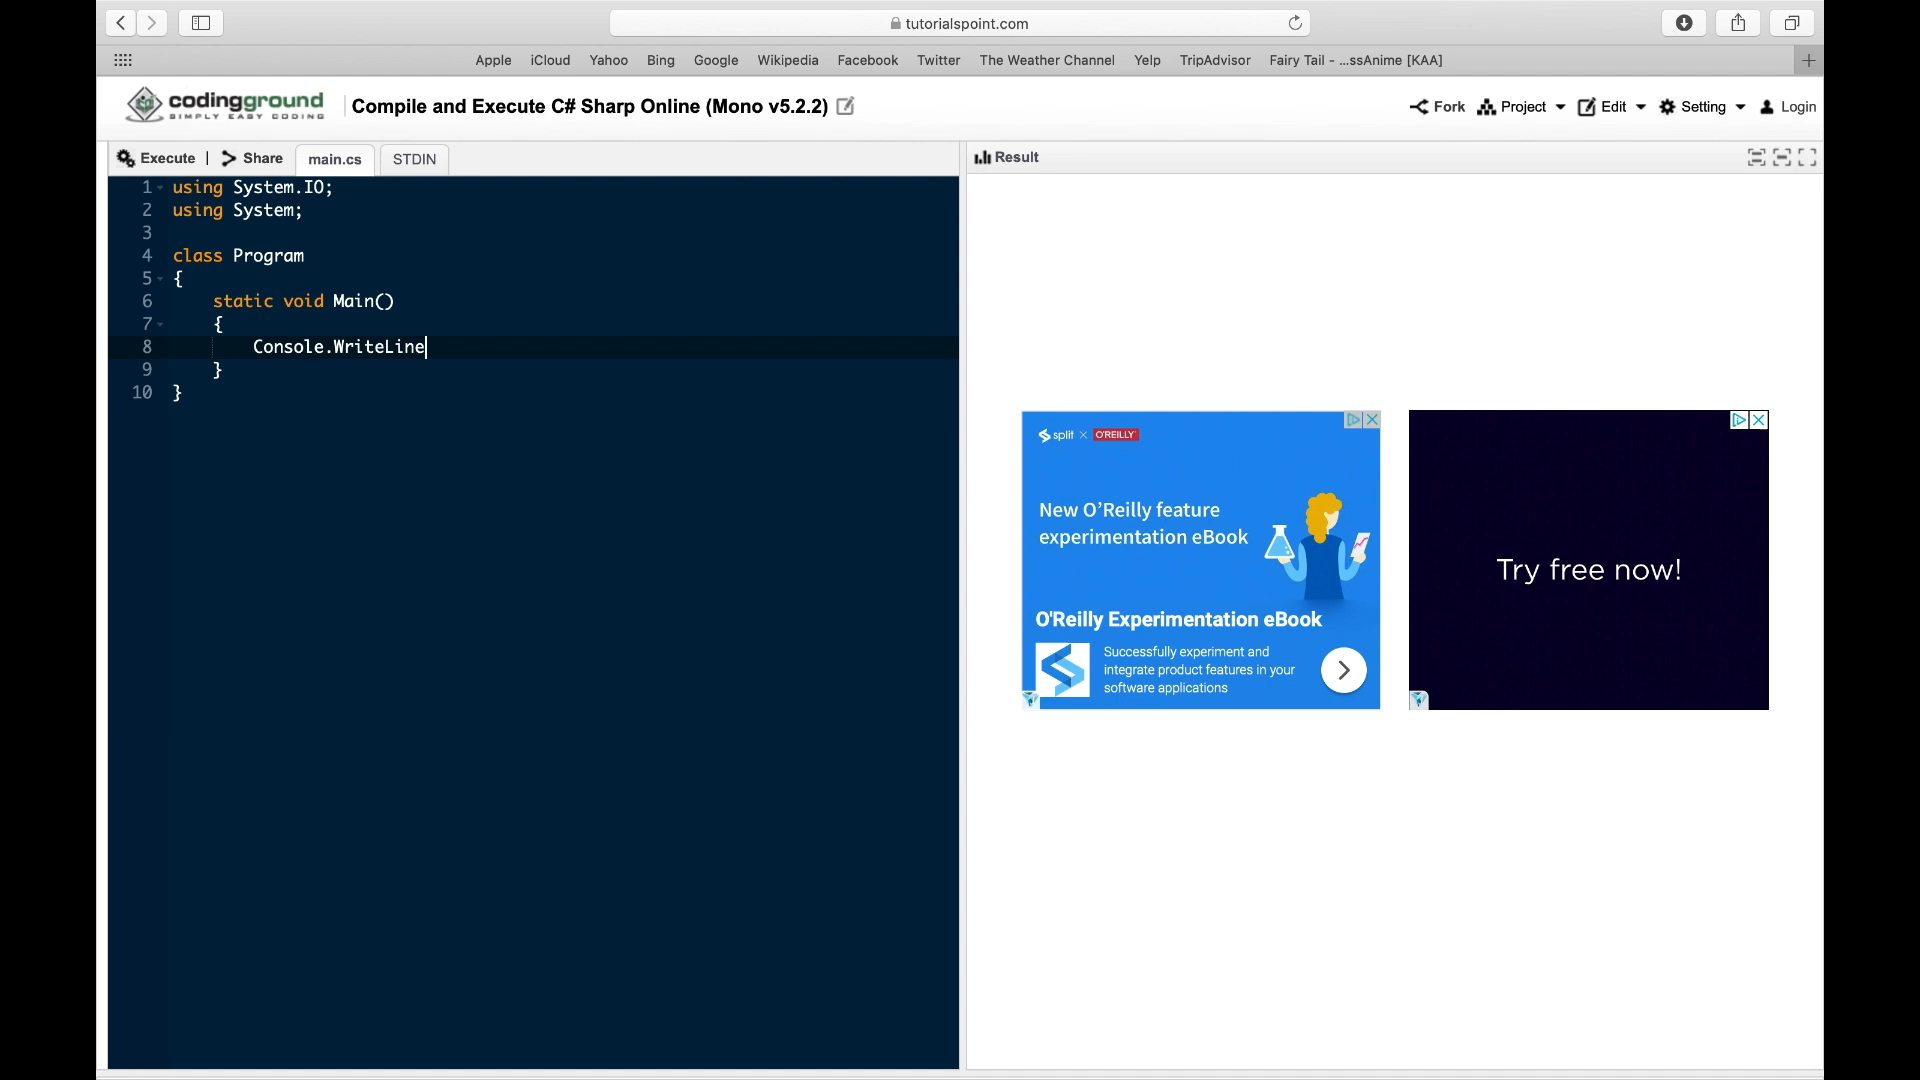 tutorialspoint.com
Apple iCloud Yahoo Bing Google Wikipedia Facebook Twitter The Weather Channel Yelp TripAdvisor Fairy Tail - ...ssAnime [KAA]
codingground
SIMPLY EASY CODING
Compile and Execute C# Sharp Online (Mono v5.2.2)
Fork Project Edit Setting Login
Execute | Share main.cs STDIN
Result
1 using System.IO;
2 using System;
3
4 class Program
5 {
6 static void Main()
7 {
8 Console.WriteLine
9 }
10 }
split × O'REILLY
New O’Reilly feature
experimentation eBook
O'Reilly Experimentation eBook
Successfully experiment and
integrate product features in your
software applications
Try free now!